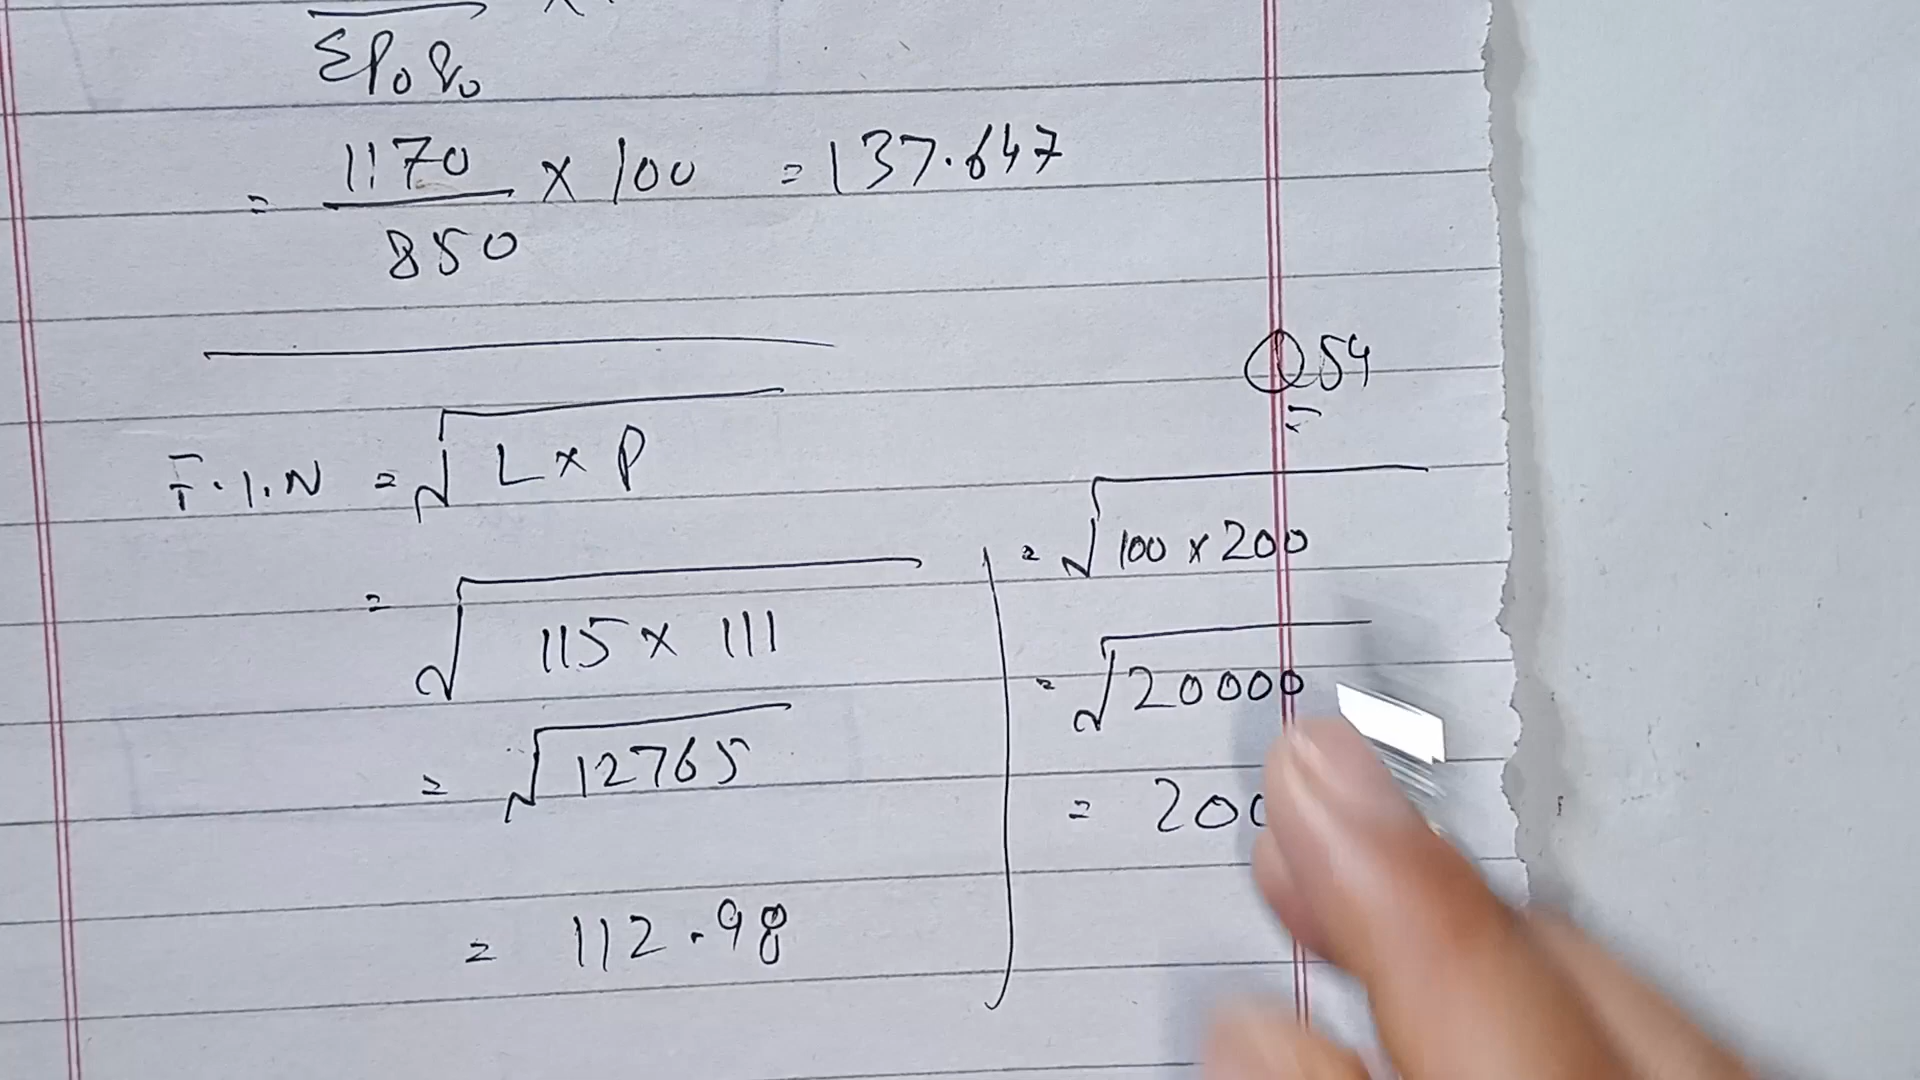 ΣP₀q₀
= 1170/850 × 100 = 137.647
F.I.N = √L × P
= √115 × 111
= √12765
= 112.98
Q54
= √100 × 200
= √20000
= 200